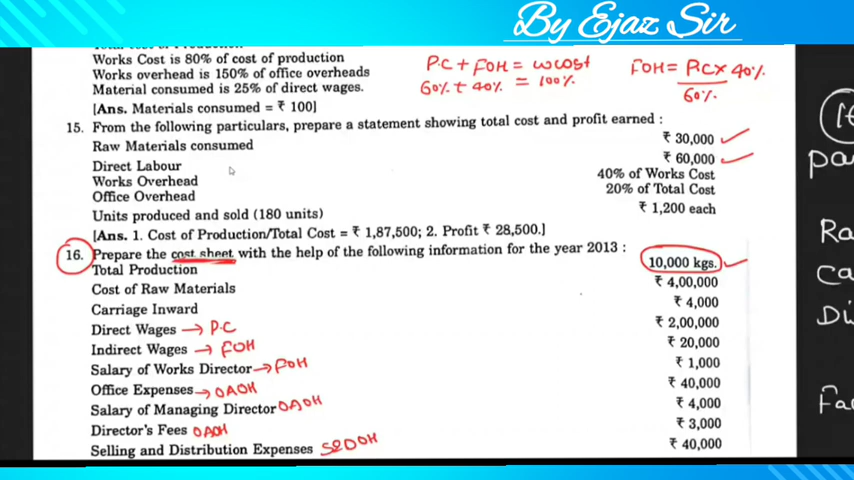 By Ejaz Sir
Works Cost is 80% of cost of production
Works overhead is 150% of office overheads
Material consumed is 25% of direct wages.
[Ans. Materials consumed = ₹ 100]
P.C + FOH = wcost
60% + 40% = 100%
FOH = P.C x 40%
60%
15. From the following particulars, prepare a statement showing total cost and profit earned :
Raw Materials consumed ₹ 30,000
Direct Labour ₹ 60,000
Works Overhead 40% of Works Cost
Office Overhead 20% of Total Cost
Units produced and sold (180 units) ₹ 1,200 each
[Ans. 1. Cost of Production/Total Cost = ₹ 1,87,500; 2. Profit ₹ 28,500.]
16. Prepare the cost sheet with the help of the following information for the year 2013 :
Total Production 10,000 kgs.
Cost of Raw Materials ₹ 4,00,000
Carriage Inward ₹ 4,000
Direct Wages → P.C ₹ 2,00,000
Indirect Wages → FOH ₹ 20,000
Salary of Works Director → FOH ₹ 1,000
Office Expenses → OAOH ₹ 40,000
Salary of Managing Director OAOH ₹ 4,000
Director's Fees OAOH ₹ 3,000
Selling and Distribution Expenses S&DOH ₹ 40,000